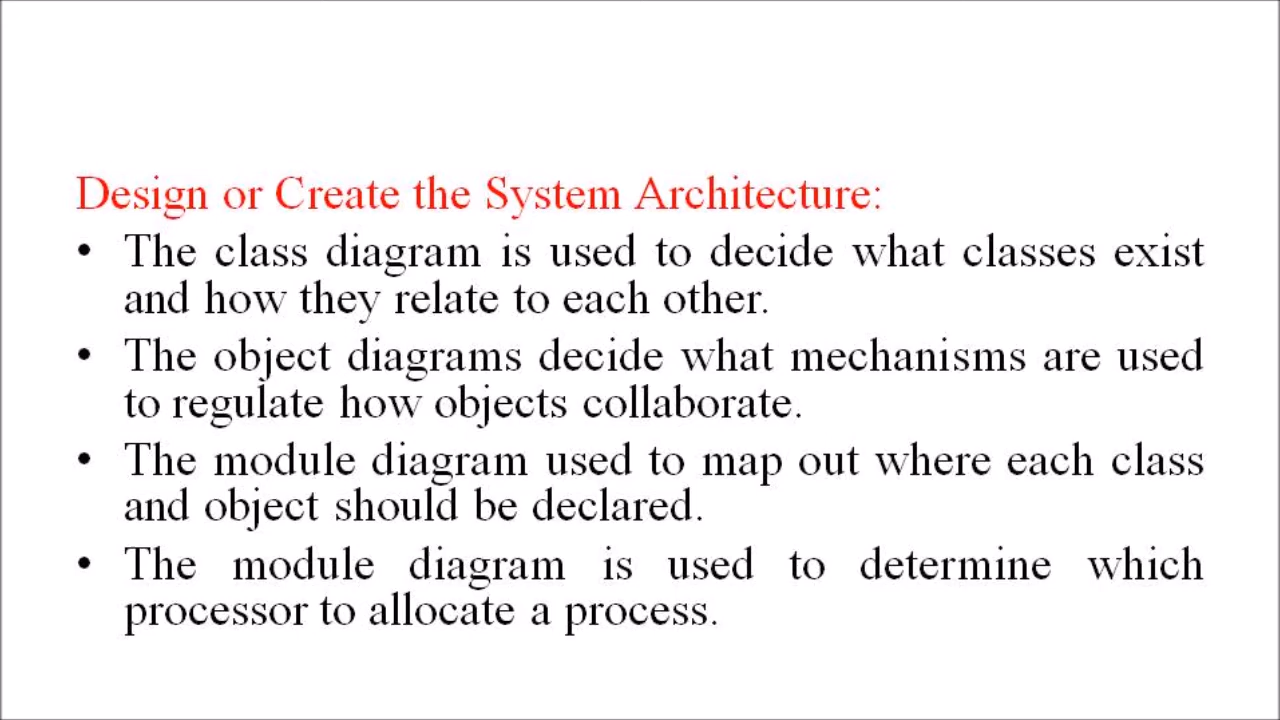 Design or Create the System Architecture:
• The class diagram is used to decide what classes exist
and how they relate to each other.
• The object diagrams decide what mechanisms are used
to regulate how objects collaborate.
• The module diagram used to map out where each class
and object should be declared.
• The module diagram is used to determine which
processor to allocate a process.